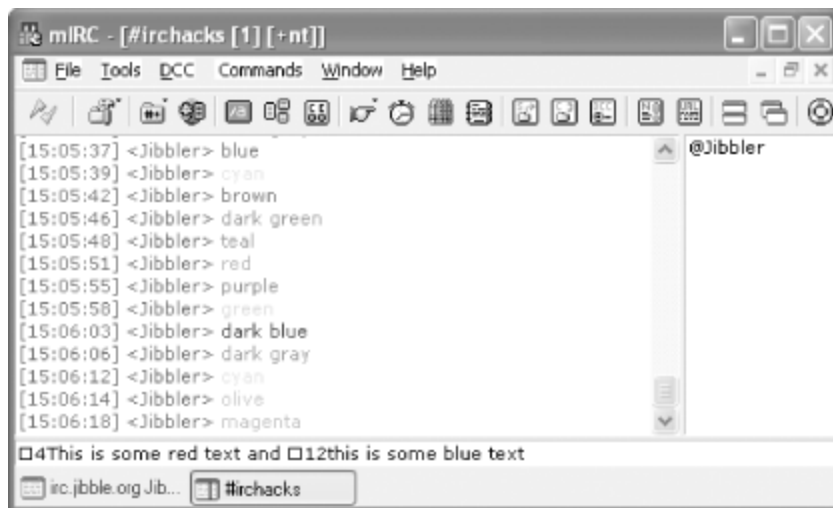 mIRC - [#irchacks [1] [+nt]]
File Tools DCC Commands Window Help
[15:05:37] <Jibbler> blue
@Jibbler
[15:05:39] <Jibbler> cyan
[15:05:42] <Jibbler> brown
[15:05:46] <Jibbler> dark green
[15:05:48] <Jibbler> teal
[15:05:51] <Jibbler> red
[15:05:55] <Jibbler> purple
[15:05:58] <Jibbler> green
[15:06:03] <Jibbler> dark blue
[15:06:06] <Jibbler> dark gray
[15:06:12] <Jibbler> cyan
[15:06:14] <Jibbler> olive
[15:06:18] <Jibbler> magenta
□4This is some red text and □12this is some blue text
irc.jibble.org Jib... #irchacks